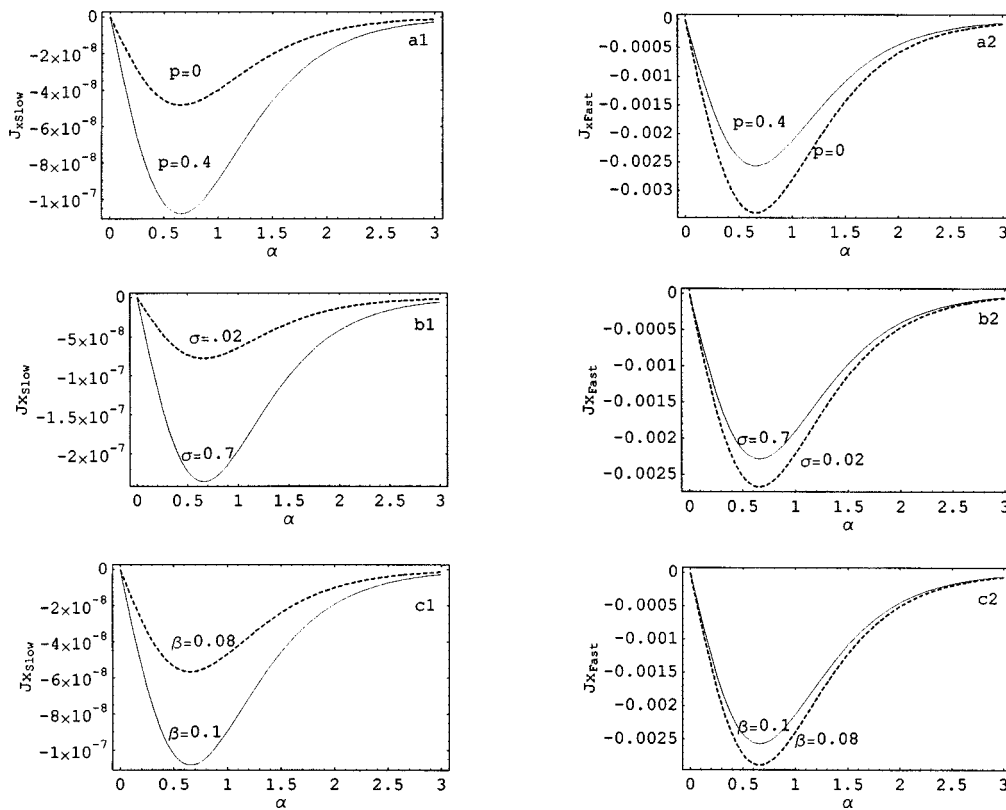 0
-2×10⁻⁸
-4×10⁻⁸
-6×10⁻⁸
-8×10⁻⁸
-1×10⁻⁷
JxSlow
a1
p=0
p=0.4
0 0.5 1 1.5 2 2.5 3
α
0
-0.0005
-0.001
-0.0015
-0.002
-0.0025
-0.003
JxFast
a2
p=0.4
p=0
0 0.5 1 1.5 2 2.5 3
α
0
-5×10⁻⁸
-1×10⁻⁷
-1.5×10⁻⁷
-2×10⁻⁷
JxSlow
b1
σ=.02
σ=0.7
0 0.5 1 1.5 2 2.5 3
α
0
-0.0005
-0.001
-0.0015
-0.002
-0.0025
JxFast
b2
σ=0.7
σ=0.02
0 0.5 1 1.5 2 2.5 3
α
0
-2×10⁻⁸
-4×10⁻⁸
-6×10⁻⁸
-8×10⁻⁸
-1×10⁻⁷
JxSlow
c1
β=0.08
β=0.1
0 0.5 1 1.5 2 2.5 3
α
0
-0.0005
-0.001
-0.0015
-0.002
-0.0025
JxFast
c2
β=0.1
β=0.08
0 0.5 1 1.5 2 2.5 3
α